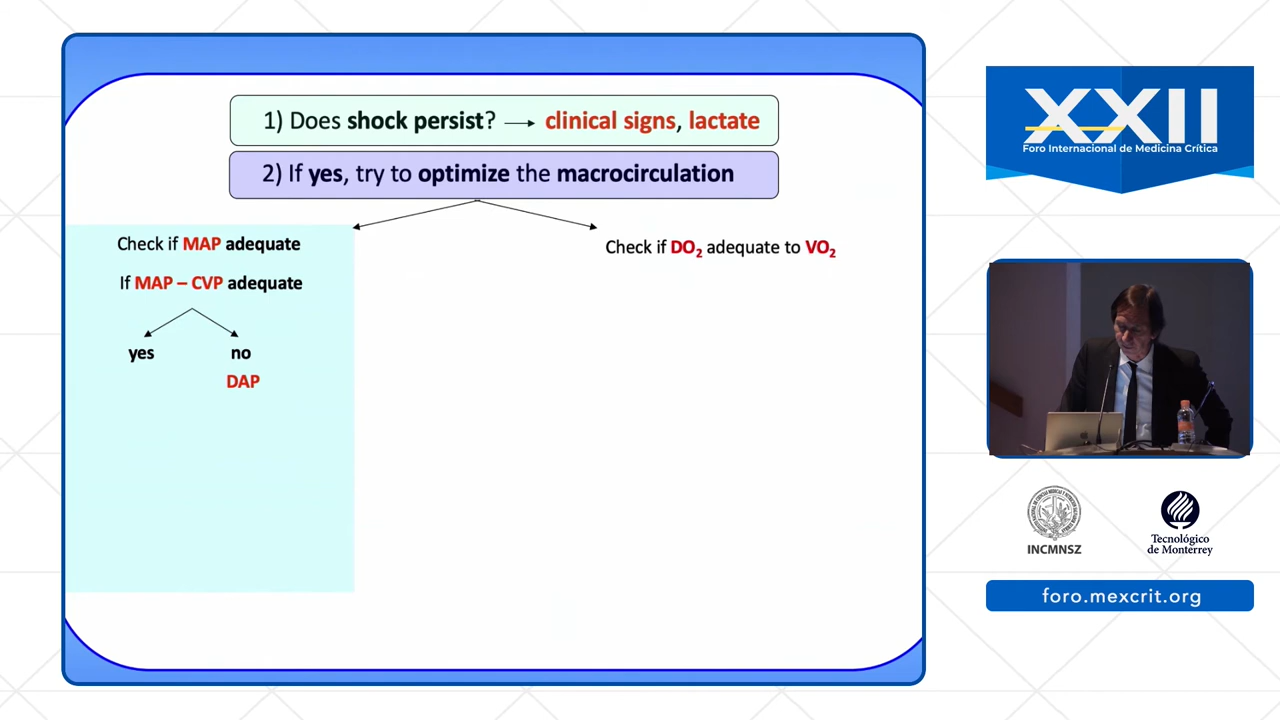 1) Does shock persist? → clinical signs, lactate
2) If yes, try to optimize the macrocirculation
Check if MAP adequate
If MAP – CVP adequate
yes
no
DAP
Check if DO₂ adequate to VO₂
XXII
Foro Internacional de Medicina Crítica
INCMNSZ
Tecnológico
de Monterrey
foro.mexcrit.org